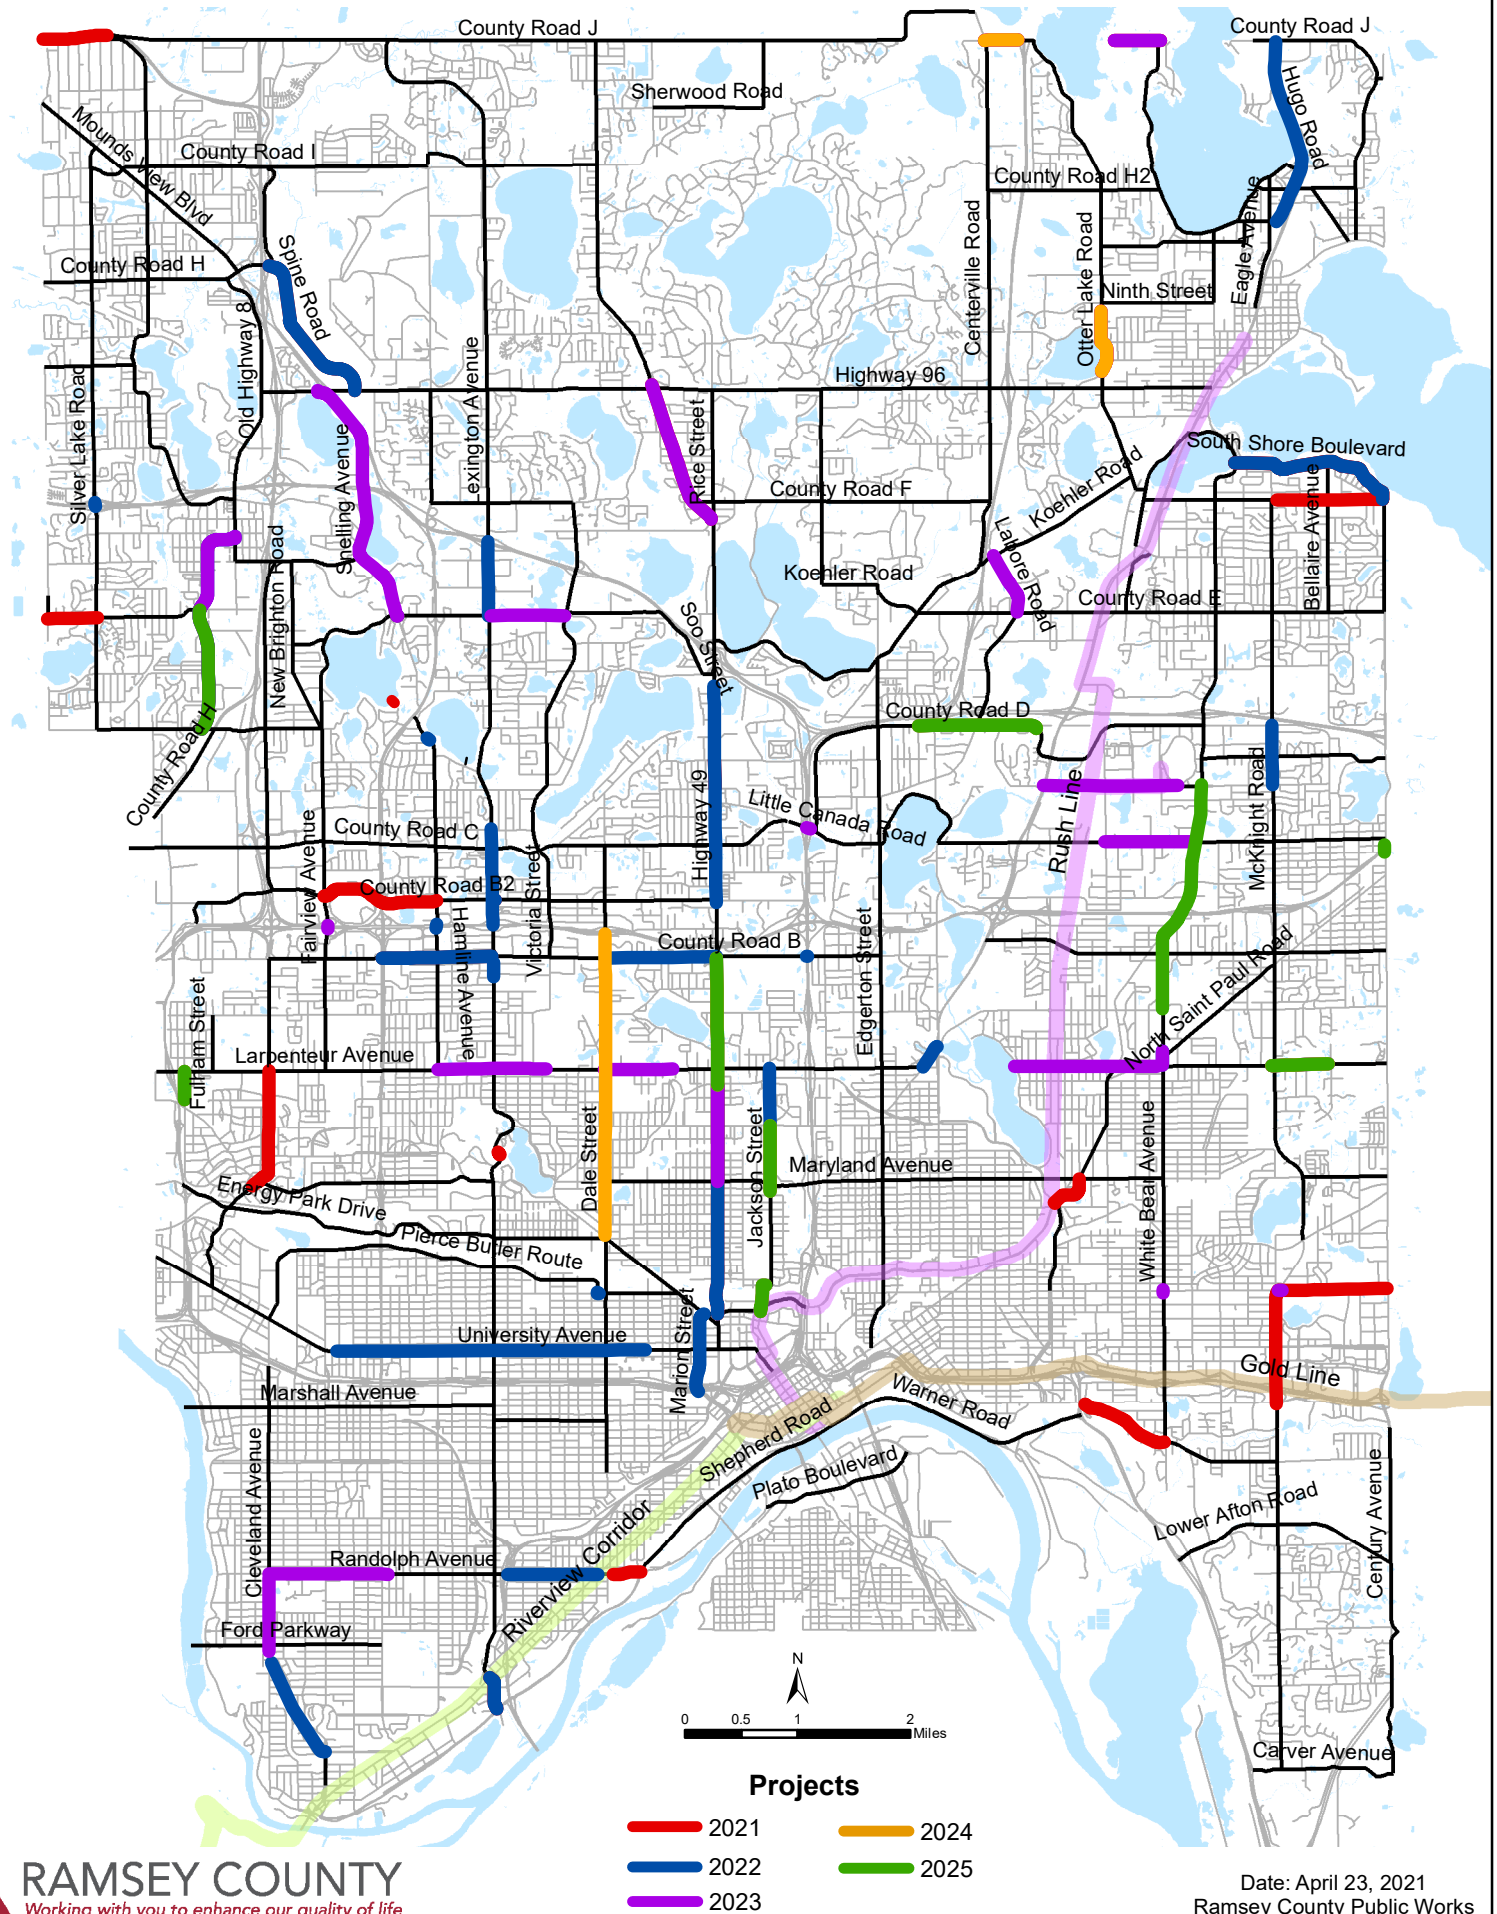 County Road J
County Road J
Sherwood Road
Hugo Road
Mounds View Blvd
County Road I
County Road H2
Eagle Avenue
Centerville Road
Otter Lake Road
Spine Road
County Road H
Ninth Street
Old Highway 8
Silver Lake Road
exington Avenue
Highway 96
Rice Street
Snelling Avenue
South Shore Boulevard
Koehler Road
County Road F
Bellaire Avenue
Labore Road
New Brighton Road
Koehler Road
County Road E
Soo Street
County Road H
County Road D
Highway 49
Little Canada Road
Rush Line
McKnight Road
Fairview Avenue
County Road C
County Road B2
Hamline Avenue
Victoria Street
County Road B
Edgerton Street
North Saint Paul Road
Fulham Street
Larpenteur Avenue
Dale Street
Jackson Street
Maryland Avenue
White Bear Avenue
Energy Park Drive
Pierce Butler Route
Marion Street
University Avenue
Gold Line
Marshall Avenue
Warner Road
Shepherd Road
Plato Boulevard
Cleveland Avenue
Century Avenue
Lower Afton Road
Riverview Corridor
Randolph Avenue
Ford Parkway
N
0 0.5 1 2
Miles
Carver Avenue
Projects
2021
2024
2022
2025
2023
RAMSEY COUNTY
Working with you to enhance our quality of life
Date: April 23, 2021
Ramsey County Public Works